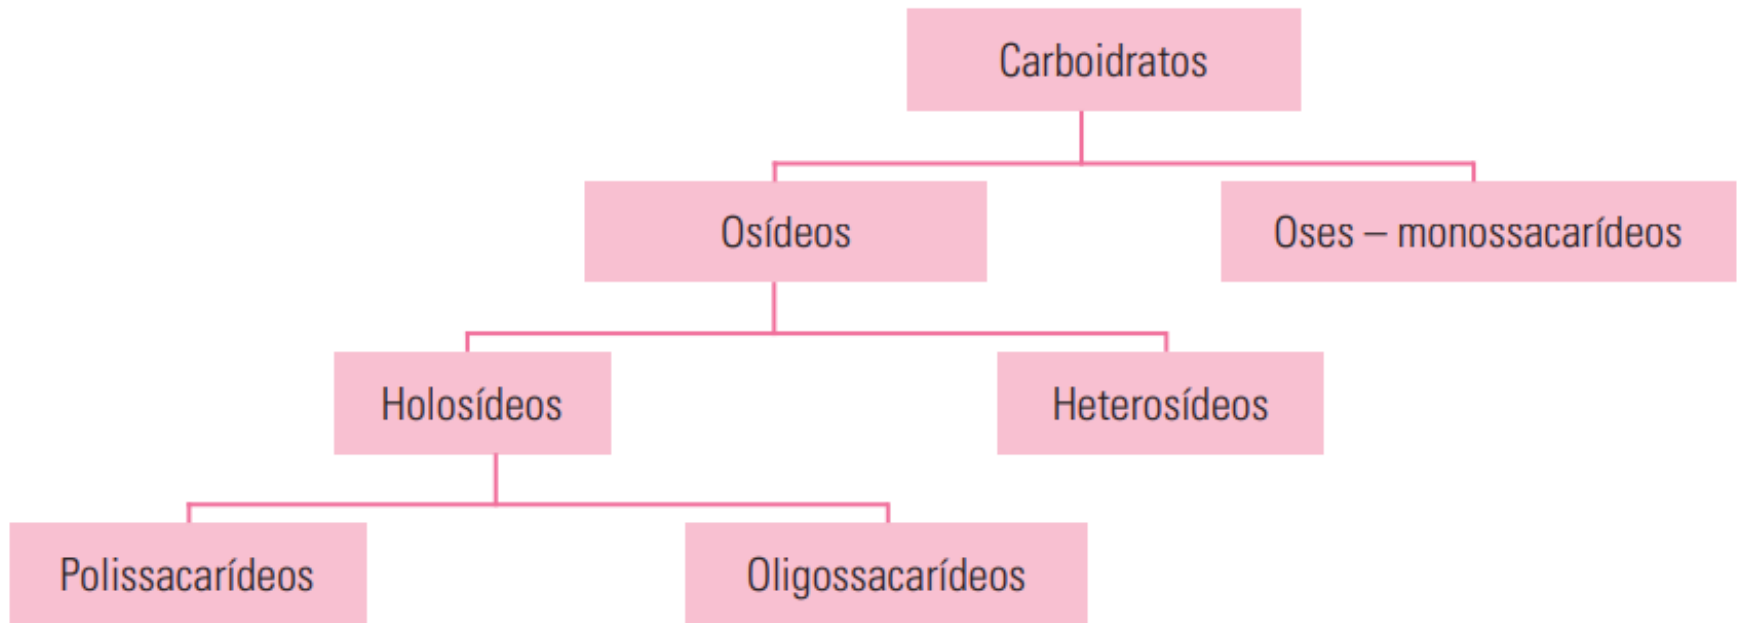 Carboidratos
Osídeos
Oses – monossacarídeos
Holosídeos
Heterosídeos
Polissacarídeos
Oligossacarídeos